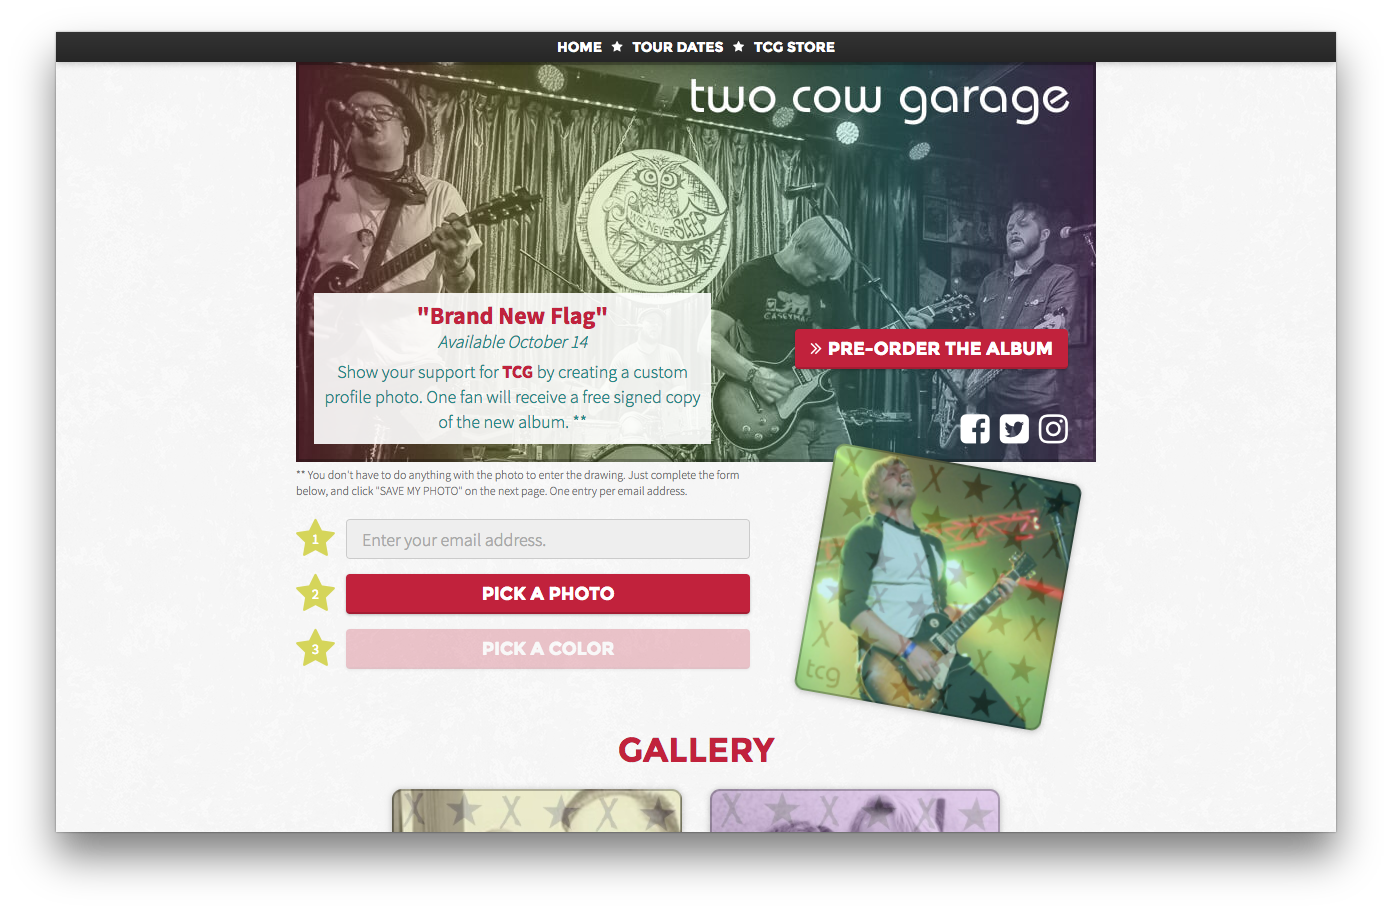 HOME ★ TOUR DATES ★ TCG STORE
two cow garage
NEVER SLEEP
"Brand New Flag"
Available October 14
Show your support for TCG by creating a custom
profile photo. One fan will receive a free signed copy
of the new album. **
» PRE-ORDER THE ALBUM
** You don't have to do anything with the photo to enter the drawing. Just complete the form
below, and click "SAVE MY PHOTO" on the next page. One entry per email address.
1 Enter your email address.
2 PICK A PHOTO
3 PICK A COLOR
tcg
GALLERY